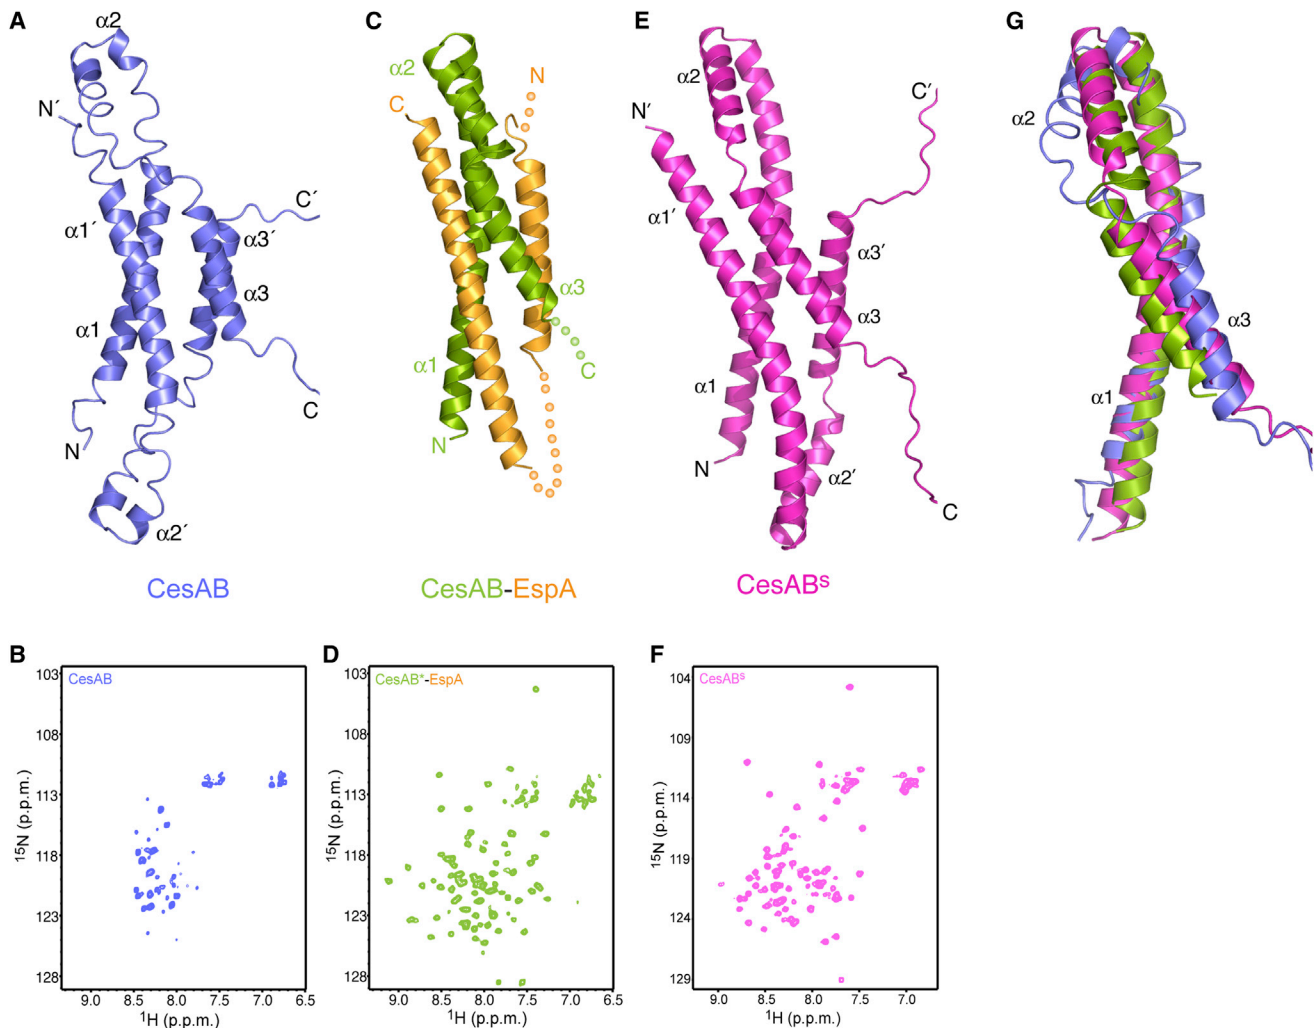 A
α2
N′
α1′
C′
α3′
α3
α1
N
C
α2′
CesAB
C
α2
N
C
α3
α1
C
N
CesAB-EspA
E
α2
C′
N′
α1′
α3′
α3
α1
N
α2′
C
CesABS
G
α2
α3
α1
B
CesAB
103
108
113
118
123
128
15N (p.p.m.)
9.0 8.5 8.0 7.5 7.0 6.5
1H (p.p.m.)
D
CesAB*-EspA
103
108
113
118
123
128
15N (p.p.m.)
9.0 8.5 8.0 7.5 7.0 6.5
1H (p.p.m.)
F
CesABS
104
109
114
119
124
129
15N (p.p.m.)
9.0 8.5 8.0 7.5 7.0
1H (p.p.m.)